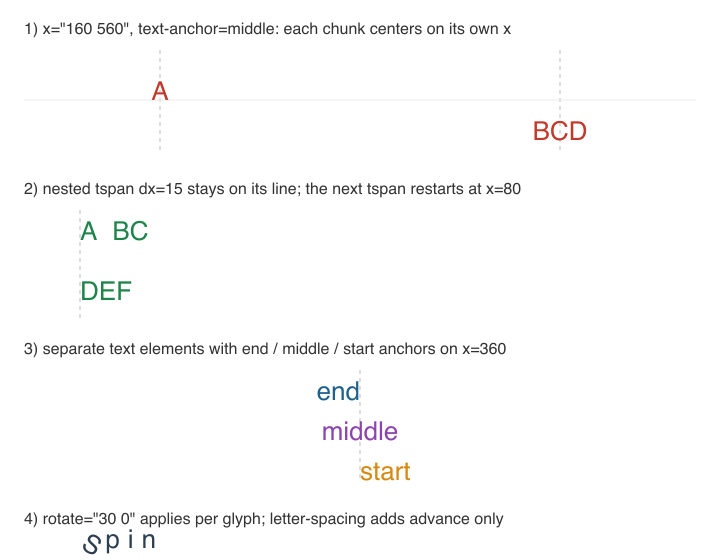 1) x="160 560", text-anchor=middle: each chunk centers on its own x
A
BCD
2) nested tspan dx=15 stays on its line; the next tspan restarts at x=80
A BC
DEF
3) separate text elements with end / middle / start anchors on x=360
end
middle
start
4) rotate="30 0" applies per glyph; letter-spacing adds advance only
Spin